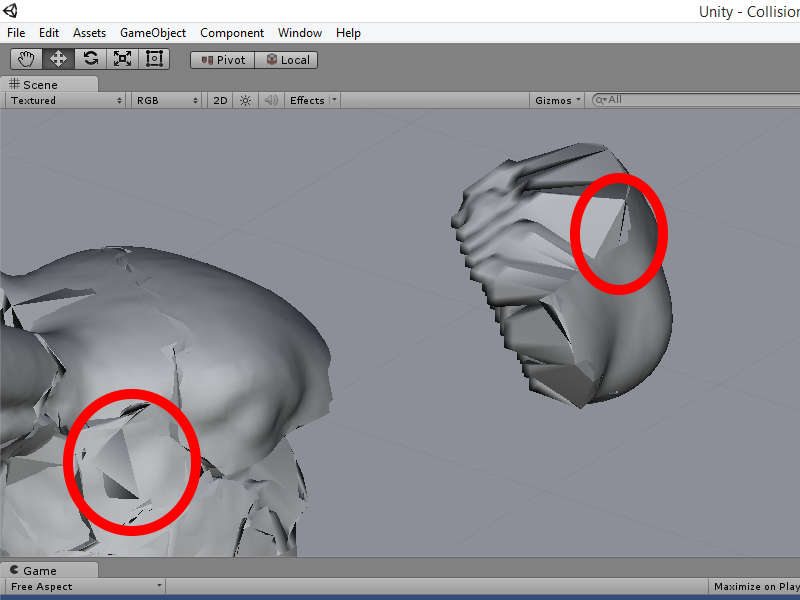 Unity - Collision
File Edit Assets GameObject Component Window Help
Pivot Local
Scene
Textured RGB 2D Effects Gizmos All
Game
Free Aspect Maximize on Play